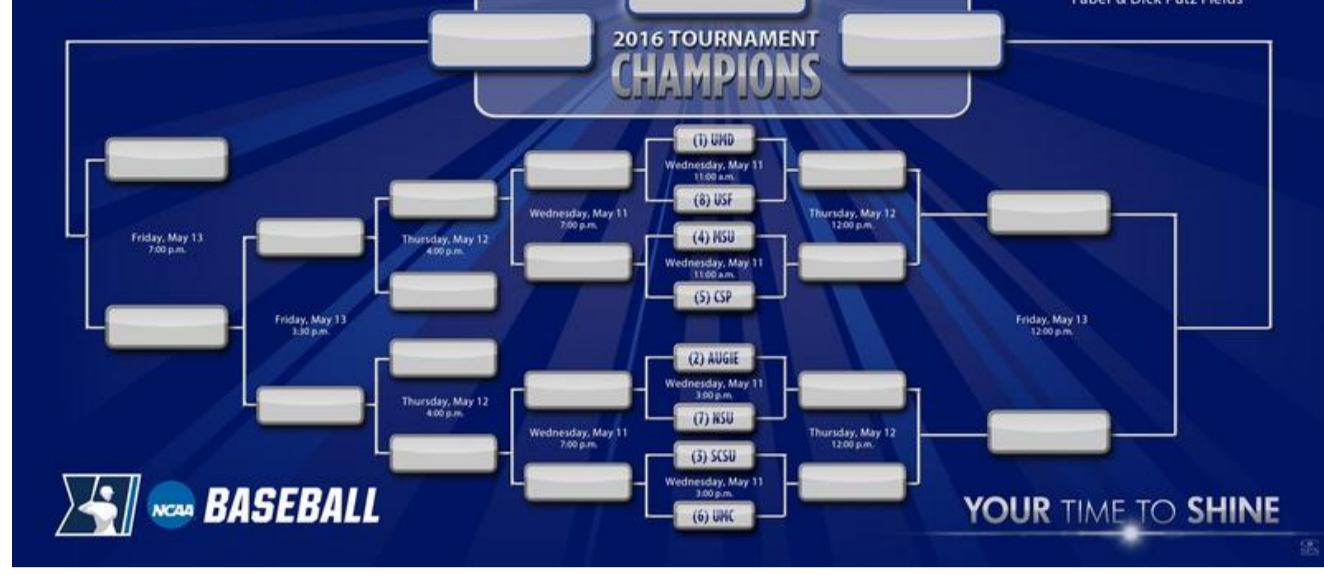 2016 TOURNAMENT
CHAMPIONS
(1) UMD
Wednesday, May 11
11:00 a.m.
(8) USF
(4) MSU
Wednesday, May 11
11:00 a.m.
(5) CSP
(2) AUGIE
Wednesday, May 11
3:00 p.m.
(7) NSU
(3) SCSU
Wednesday, May 11
3:00 p.m.
(6) UMC
Wednesday, May 11
7:00 p.m.
Wednesday, May 11
7:00 p.m.
Thursday, May 12
4:00 p.m.
Thursday, May 12
4:00 p.m.
Friday, May 13
3:30 p.m.
Friday, May 13
7:00 p.m.
Thursday, May 12
12:00 p.m.
Thursday, May 12
12:00 p.m.
Friday, May 13
12:00 p.m.
NCAA BASEBALL
YOUR TIME TO SHINE